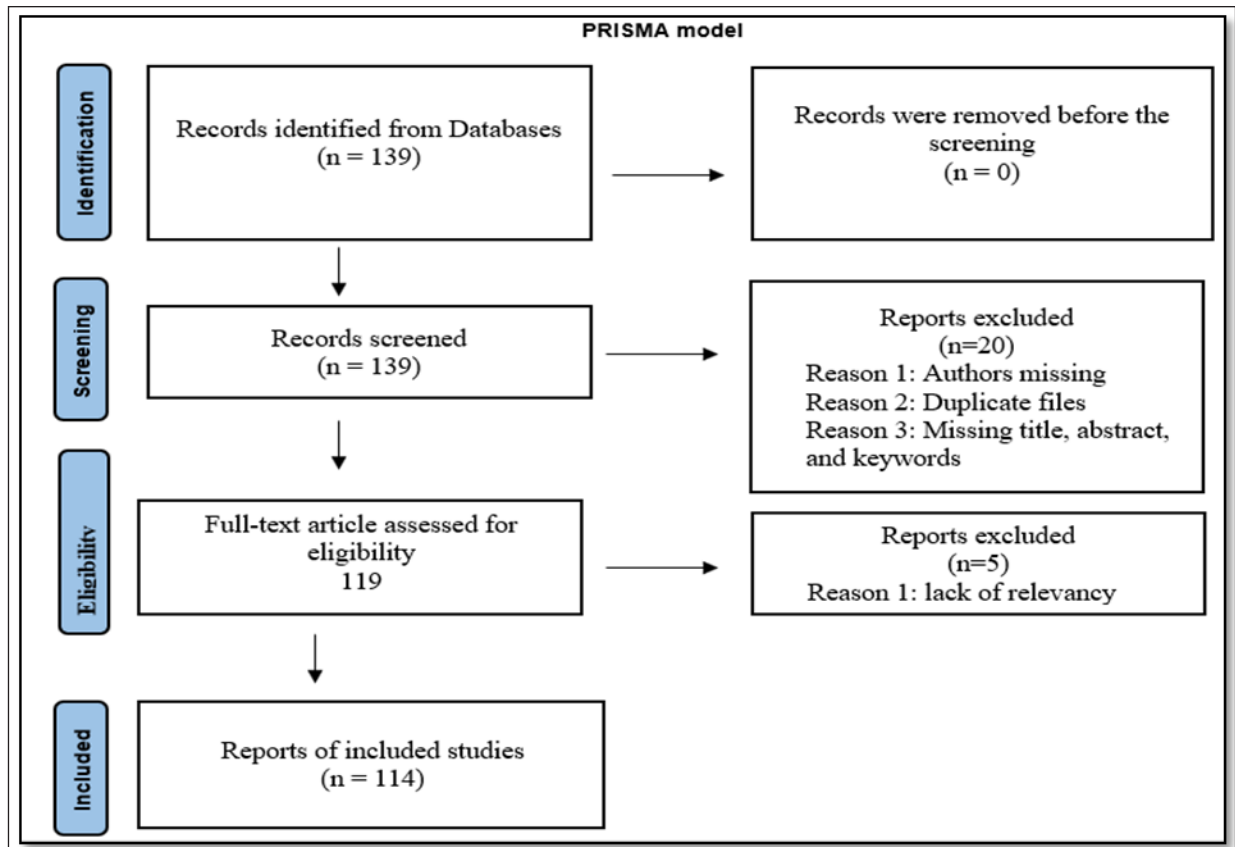 PRISMA model
Identification
Records identified from Databases
(n = 139)
Records were removed before the
screening
(n = 0)
Screening
Records screened
(n = 139)
Reports excluded
(n=20)
Reason 1: Authors missing
Reason 2: Duplicate files
Reason 3: Missing title, abstract,
and keywords
Eligibility
Full-text article assessed for
eligibility
119
Reports excluded
(n=5)
Reason 1: lack of relevancy
Included
Reports of included studies
(n = 114)